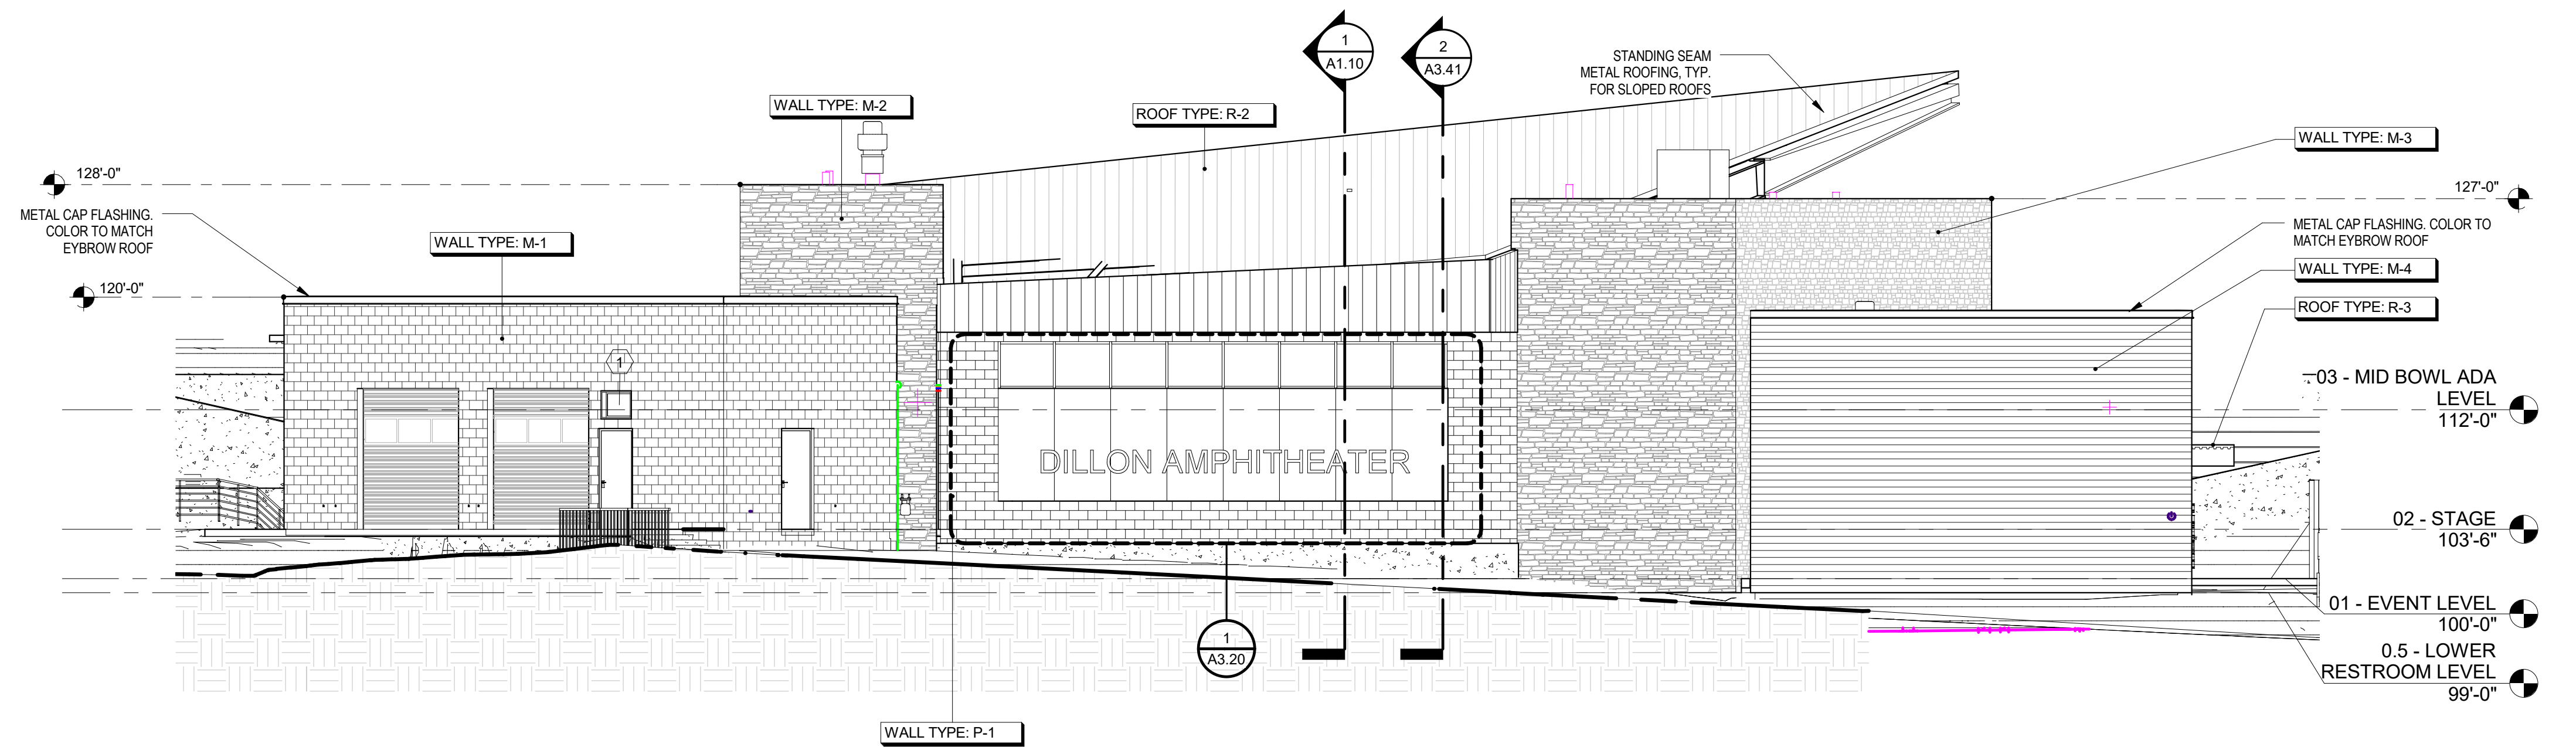 1
A1.10
2
A3.41
STANDING SEAM
METAL ROOFING, TYP.
FOR SLOPED ROOFS
WALL TYPE: M-2
ROOF TYPE: R-2
WALL TYPE: M-3
128'-0"
127'-0"
METAL CAP FLASHING.
COLOR TO MATCH
EYBROW ROOF
WALL TYPE: M-1
METAL CAP FLASHING. COLOR TO
MATCH EYBROW ROOF
WALL TYPE: M-4
120'-0"
ROOF TYPE: R-3
1
03 - MID BOWL ADA
LEVEL
112'-0"
DILLON AMPHITHEATER
02 - STAGE
103'-6"
01 - EVENT LEVEL
100'-0"
1
A3.20
0.5 - LOWER
RESTROOM LEVEL
99'-0"
WALL TYPE: P-1